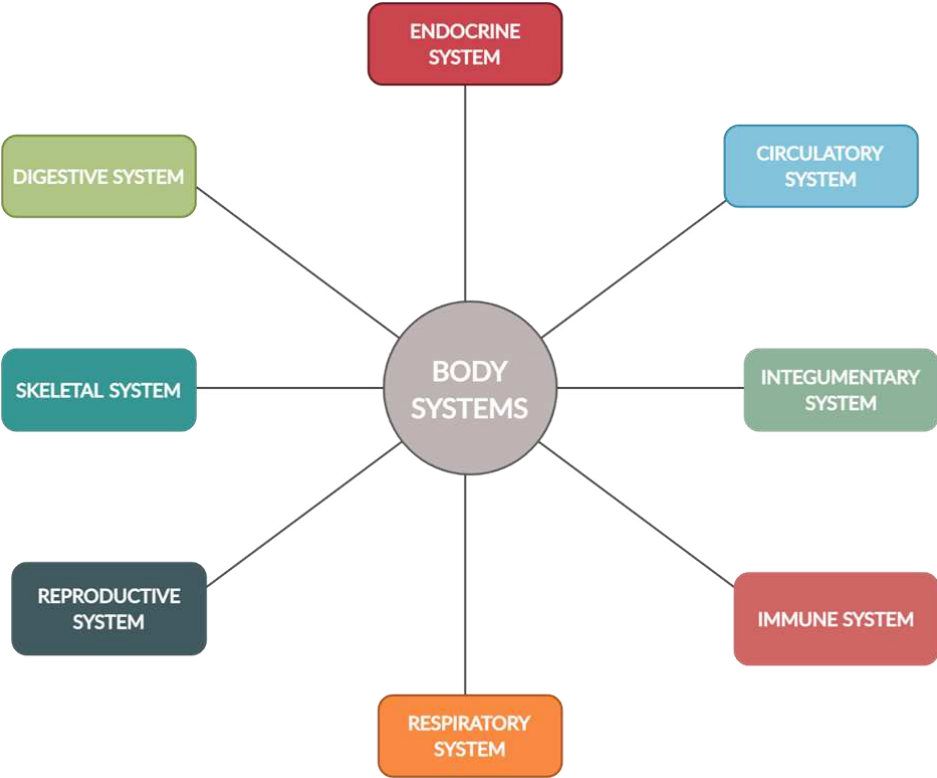 ENDOCRINE
SYSTEM
CIRCULATORY
SYSTEM
DIGESTIVE SYSTEM
BODY
SYSTEMS
SKELETAL SYSTEM
INTEGUMENTARY
SYSTEM
REPRODUCTIVE
SYSTEM
IMMUNE SYSTEM
RESPIRATORY
SYSTEM